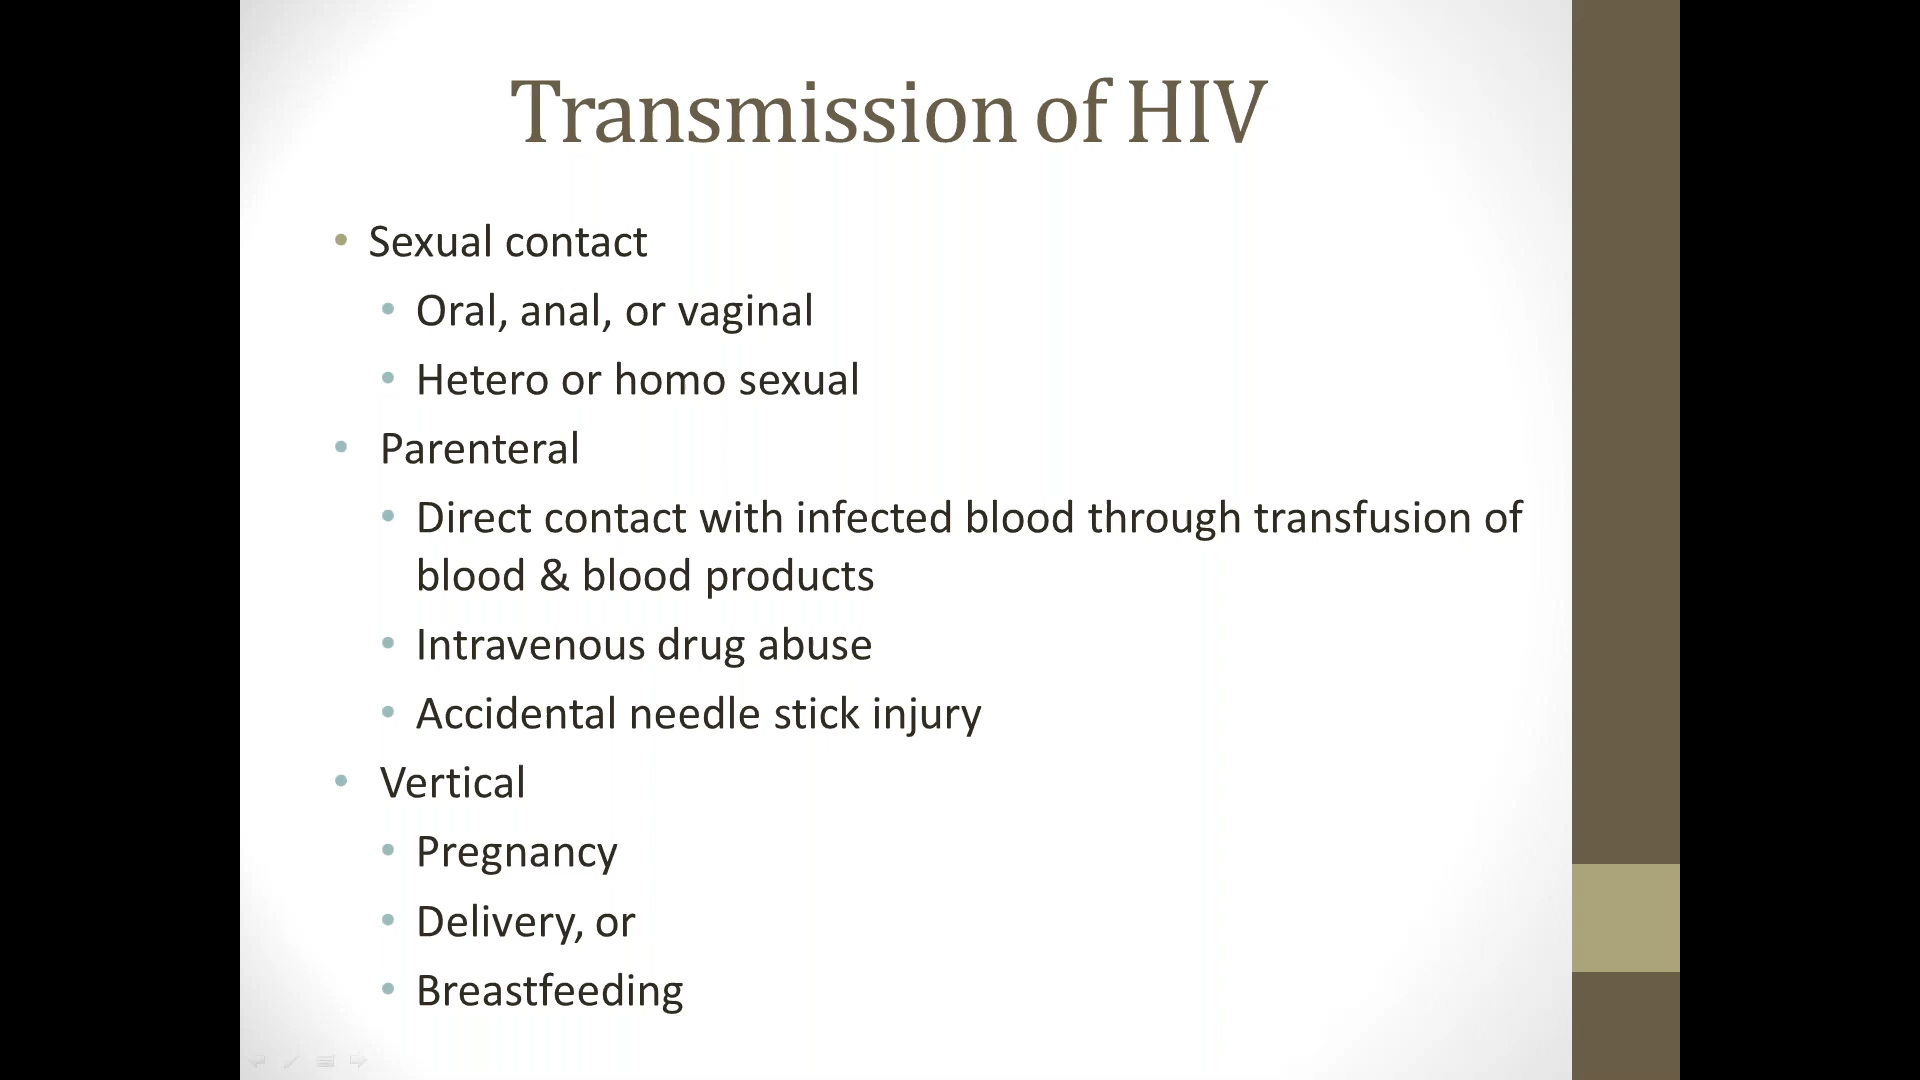 Transmission of HIV
• Sexual contact
• Oral, anal, or vaginal
• Hetero or homo sexual
• Parenteral
• Direct contact with infected blood through transfusion of
blood & blood products
• Intravenous drug abuse
• Accidental needle stick injury
• Vertical
• Pregnancy
• Delivery, or
• Breastfeeding